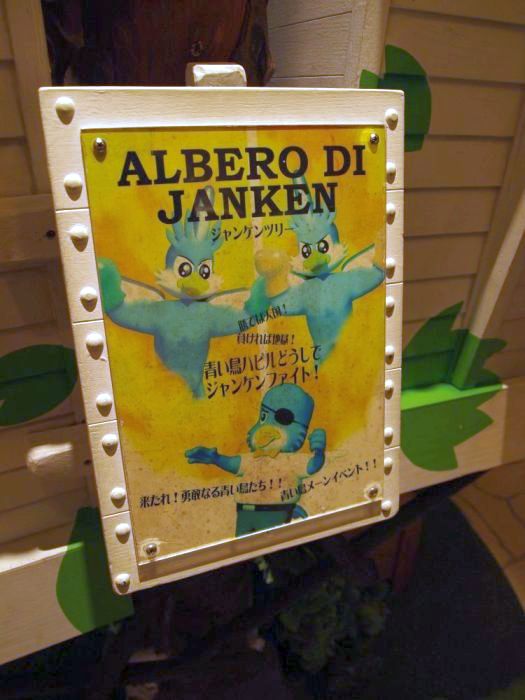 ALBERO DI
JANKEN
ジャンケンツリー
勝てば天国！
負ければ地獄！
青い鳥ハピルどうしで
ジャンケンファイト！
来たれ！勇敢なる青い鳥たち！！
青い鳥メーンイベント！！